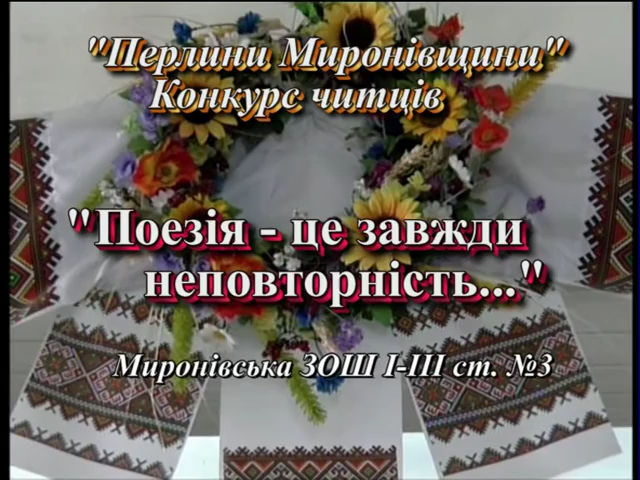 "Перлини Миронівщини"
Конкурс читців
"Поезія - це завжди
неповторність..."
Миронівська ЗОШ І-ІІІ ст. №3